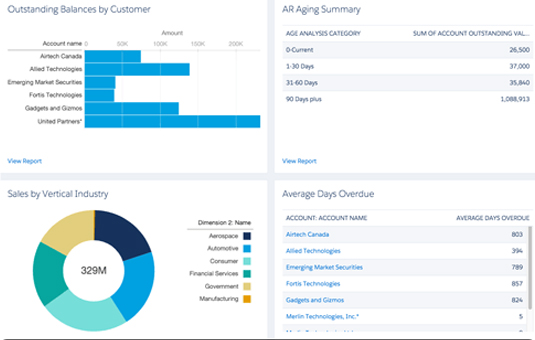 Outstanding Balances by Customer
Amount
Account name 0 50K 100K 150K 200K
Airtech Canada
Allied Technologies
Emerging Market Securities
Fortis Technologies
Gadgets and Gizmos
United Partners*
View Report
AR Aging Summary
AGE ANALYSIS CATEGORY SUM OF ACCOUNT OUTSTANDING VAL...
0-Current 26,500
1-30 Days 37,000
31-60 Days 35,840
90 Days plus 1,088,913
View Report
Sales by Vertical Industry
329M
Dimension 2: Name
Aerospace
Automotive
Consumer
Financial Services
Government
Manufacturing
Average Days Overdue
ACCOUNT: ACCOUNT NAME AVERAGE DAYS OVERDUE
Airtech Canada 803
Allied Technologies 394
Emerging Market Securities 789
Fortis Technologies 857
Gadgets and Gizmos 824
Merlin Technologies, Inc.* 5